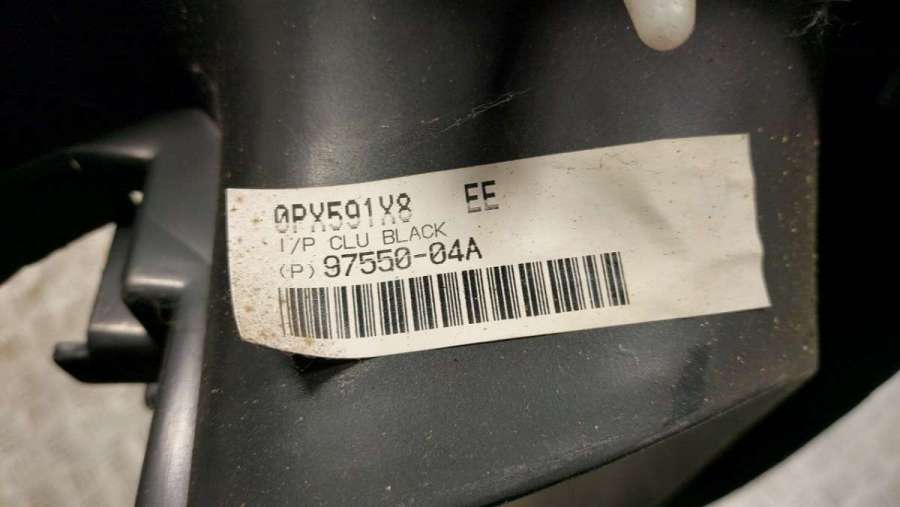 0PX591X8 EE
I/P CLU BLACK
(P) 97550-04A